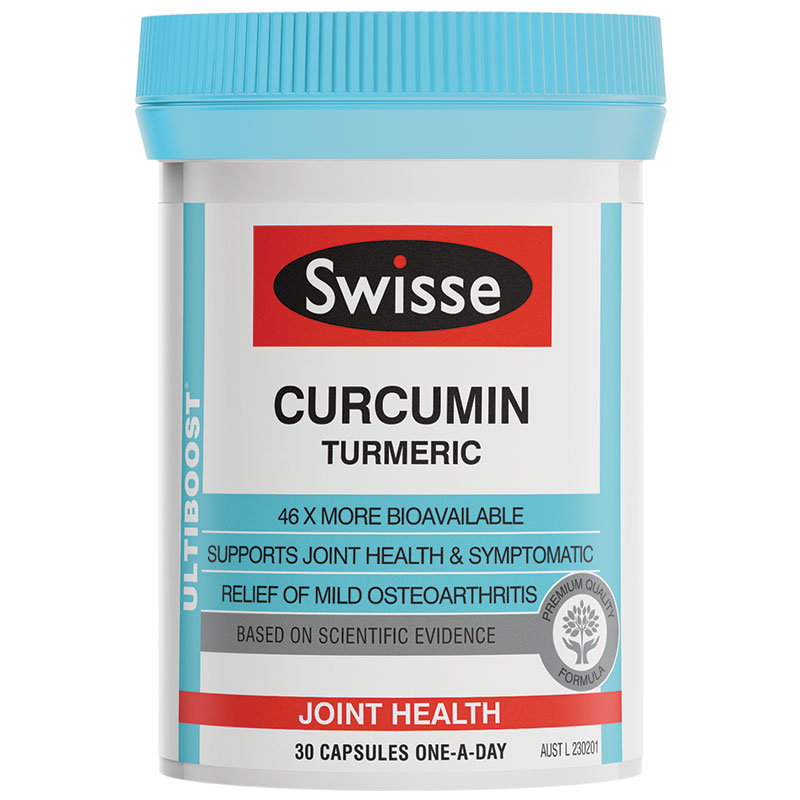 Swisse
CURCUMIN
TURMERIC
ULTIBOOST®
46 X MORE BIOAVAILABLE
SUPPORTS JOINT HEALTH & SYMPTOMATIC
RELIEF OF MILD OSTEOARTHRITIS
BASED ON SCIENTIFIC EVIDENCE
PREMIUM QUALITY
FORMULA
JOINT HEALTH
30 CAPSULES ONE-A-DAY
AUST L 230201